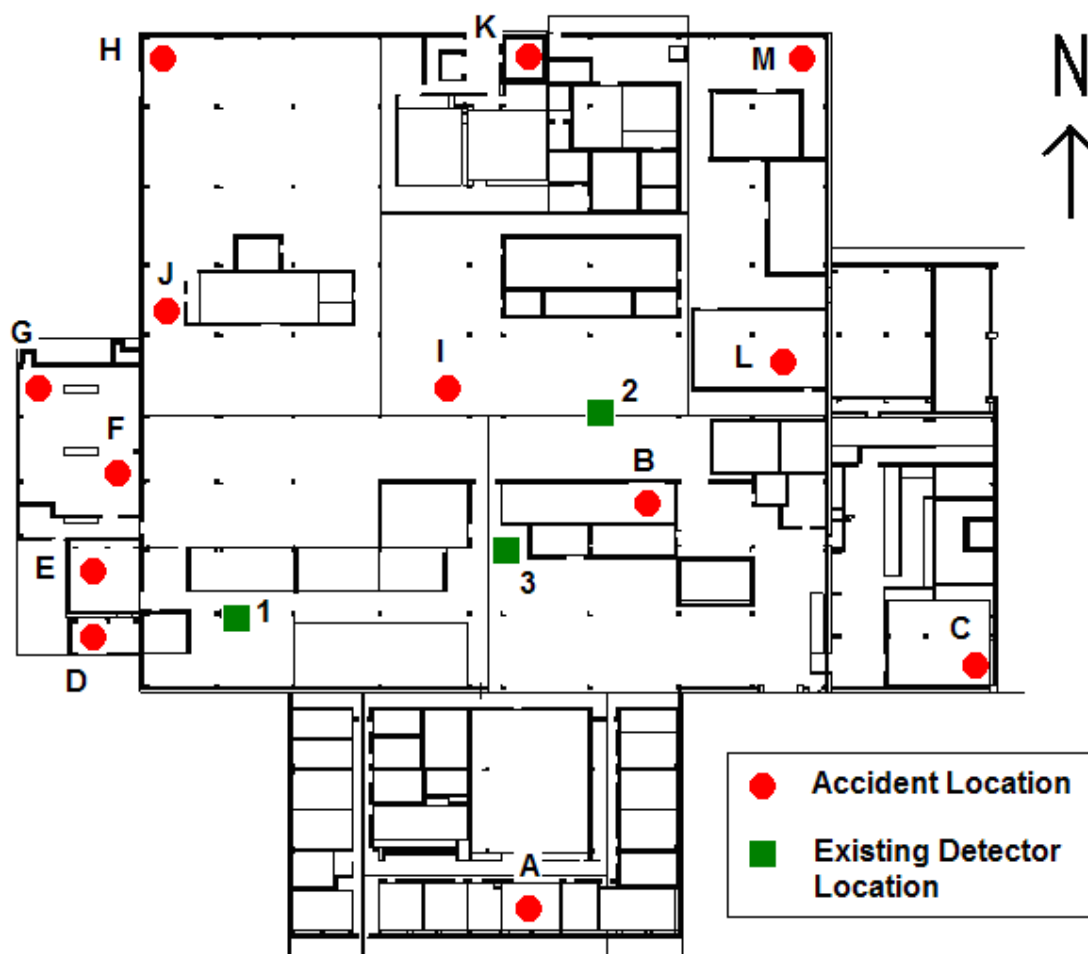 K
H
M
N
J
G
I
L
2
F
B
E
3
1
C
D
A
Accident Location
Existing Detector
Location